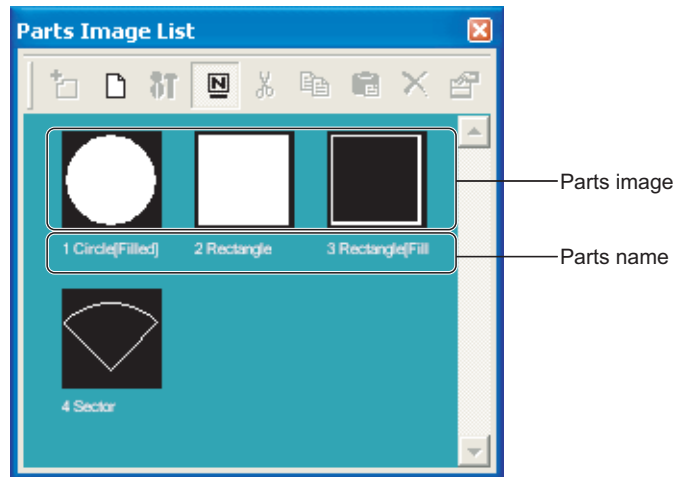 Parts Image List
N
Parts image
1 Circle[Filled] 2 Rectangle 3 Rectangle[Fill
Parts name
4 Sector